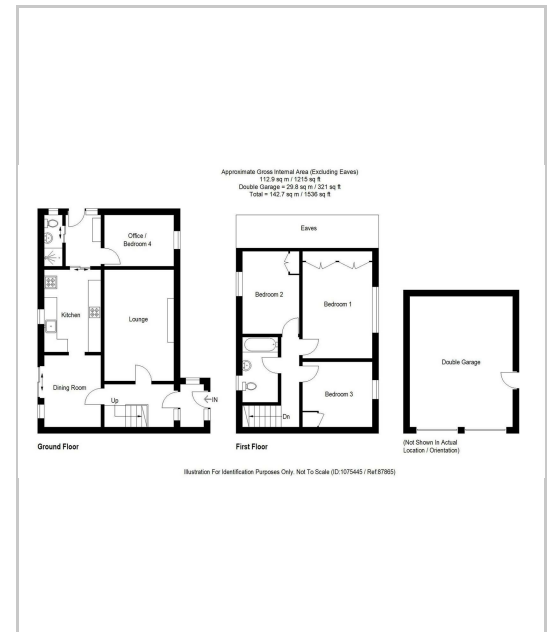 Approximate Gross Internal Area (Excluding Eaves)
112.9 sq m / 1215 sq ft
Double Garage = 29.8 sq m / 321 sq ft
Total = 142.7 sq m / 1536 sq ft
Eaves
Office /
Bedroom 4
Bedroom 2
Bedroom 1
Kitchen
Lounge
Double Garage
Dining Room
Up
IN
Bedroom 3
Dn
Ground Floor
First Floor
(Not Shown In Actual
Location / Orientation)
Illustration For Identification Purposes Only. Not To Scale (ID:1075445 / Ref:87865)